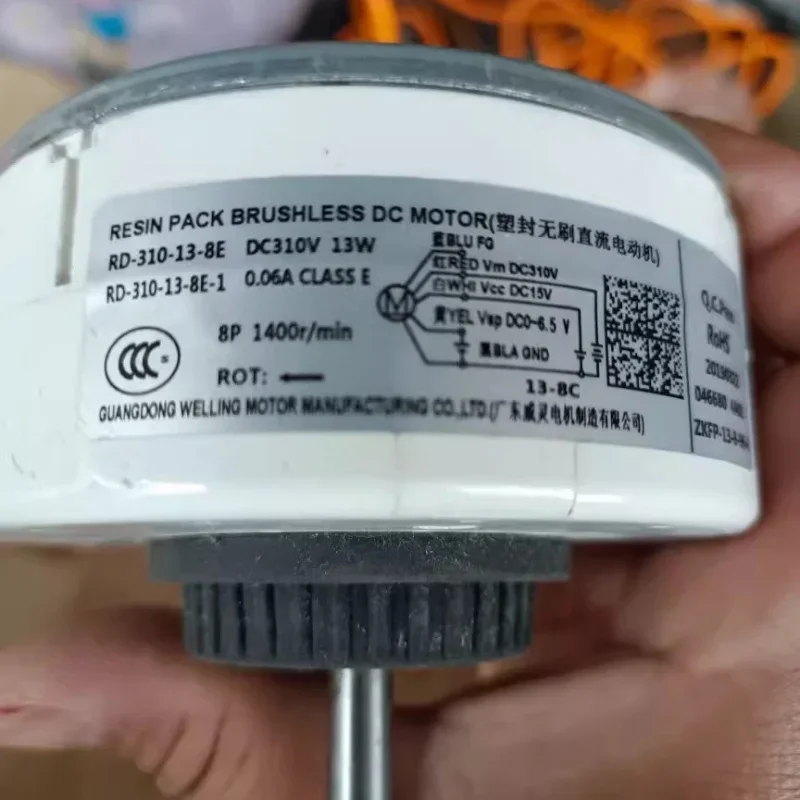 RESIN PACK BRUSHLESS DC MOTOR(塑封无刷直流电动机)
RD-310-13-8E DC310V 13W
RD-310-13-8E-1 0.06A CLASS E
8P 1400r/min
ROT:
CCC
蓝BLU FG
红RED Vm DC310V
白WHI Vcc DC15V
黄YEL Vsp DC0~6.5 V
黑BLA GND
M
13-8C
GUANGDONG WELLING MOTOR MANUFACTURING CO.,LTD.(广东威灵电机制造有限公司)
RoHS
046680